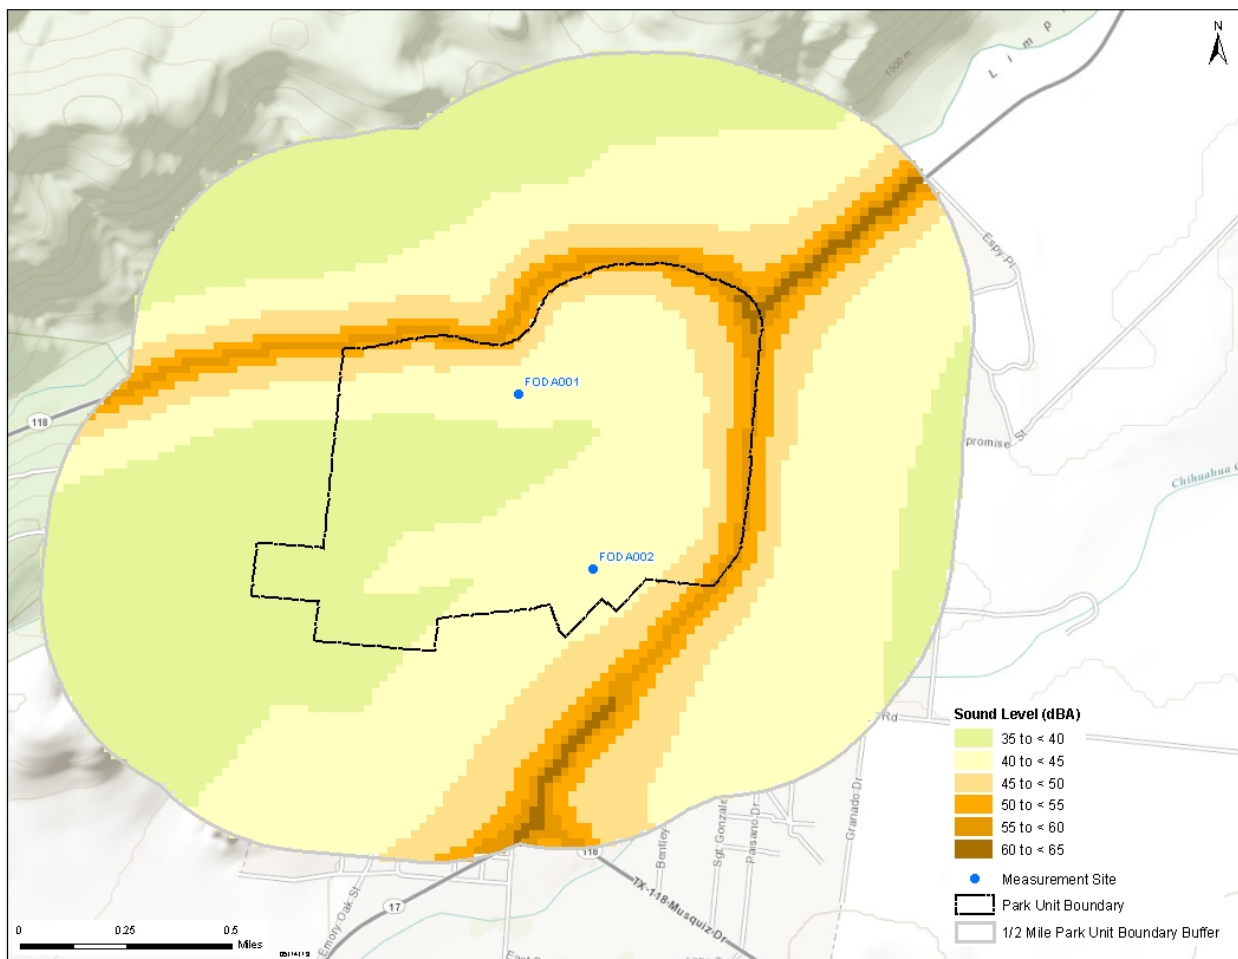 N
Limp
1500 m
Espy Pl
FODA001
118
promise St
Chihuahua C
FODA002
Rd
Sound Level (dBA)
35 to < 40
40 to < 45
45 to < 50
50 to < 55
55 to < 60
60 to < 65
Measurement Site
Park Unit Boundary
1/2 Mile Park Unit Boundary Buffer
Granado Dr
Paisano Dr
Sgt Gonzale
Bentley
118
TX-118 Musquiz Dr
17
Emory Oak St
0 0.25 0.5
Miles